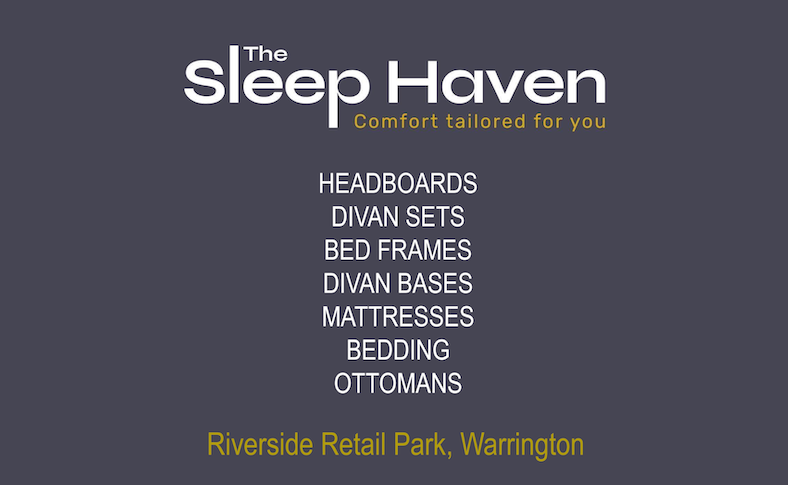 The
Sleep Haven
Comfort tailored for you
HEADBOARDS
DIVAN SETS
BED FRAMES
DIVAN BASES
MATTRESSES
BEDDING
OTTOMANS
Riverside Retail Park, Warrington